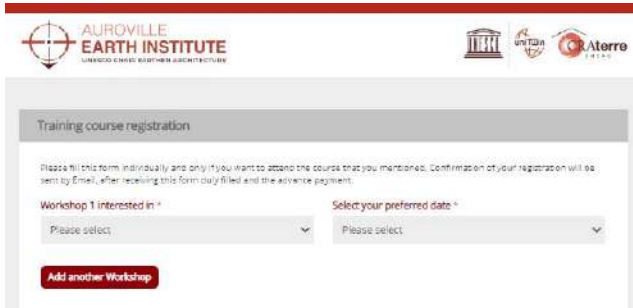 AUROVILLE
EARTH INSTITUTE
UNESCO CHAIR EARTHEN ARCHITECTURE
UNITWIN
CRAterre
ENSAG
Training course registration
Please fill this form individually and only if you want to attend the course that you mentioned. Confirmation of your registration will be
sent by Email, after receiving this form duly filled and the advance payment.
Workshop 1 interested in *
Select your preferred date *
Please select
Please select
Add another Workshop